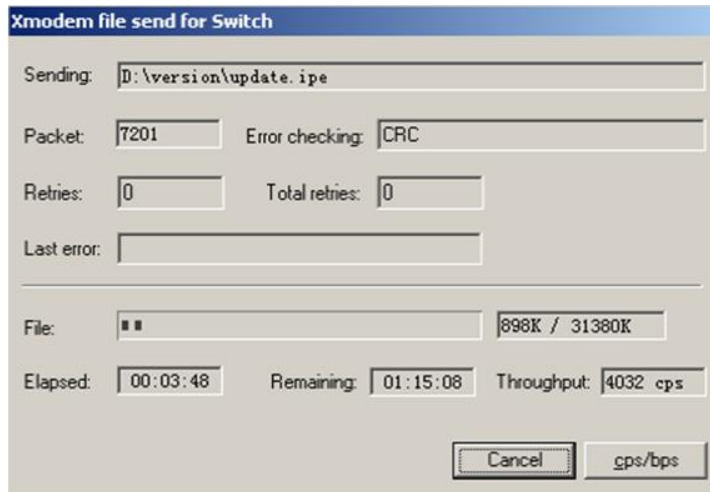 Xmodem file send for Switch
Sending: D:\version\update.ipe
Packet: 7201 Error checking: CRC
Retries: 0 Total retries: 0
Last error:
File: 898K / 31380K
Elapsed: 00:03:48 Remaining: 01:15:08 Throughput: 4032 cps
Cancel cps/bps